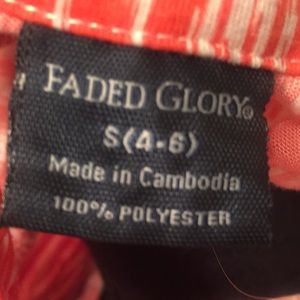 FADED GLORY®
S(4-6)
Made in Cambodia
100% POLYESTER